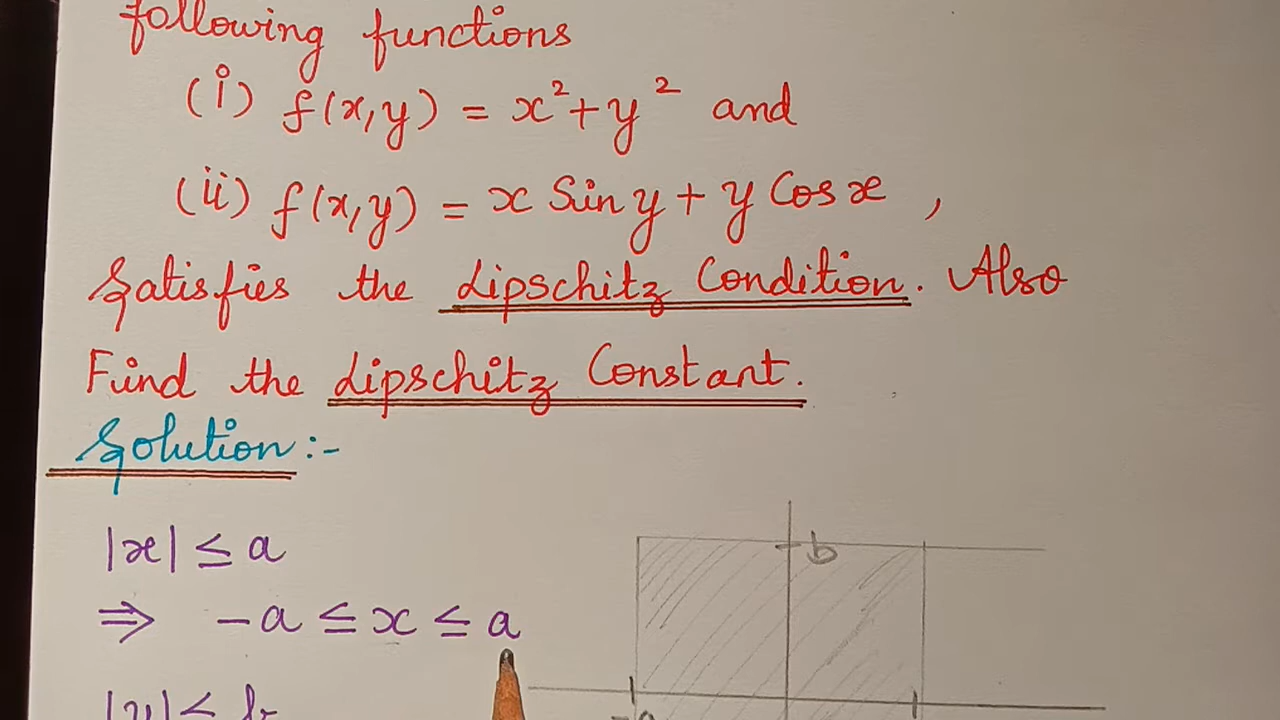 following functions
(i) f(x,y) = x²+y² and
(ii) f(x,y) = x Sin y + y Cos x ,
Satisfies the Lipschitz Condition. Also
Find the Lipschitz Constant.
Solution:-
|x| ≤ a
b
⇒ -a ≤ x ≤ a
|y| ≤ b
-a